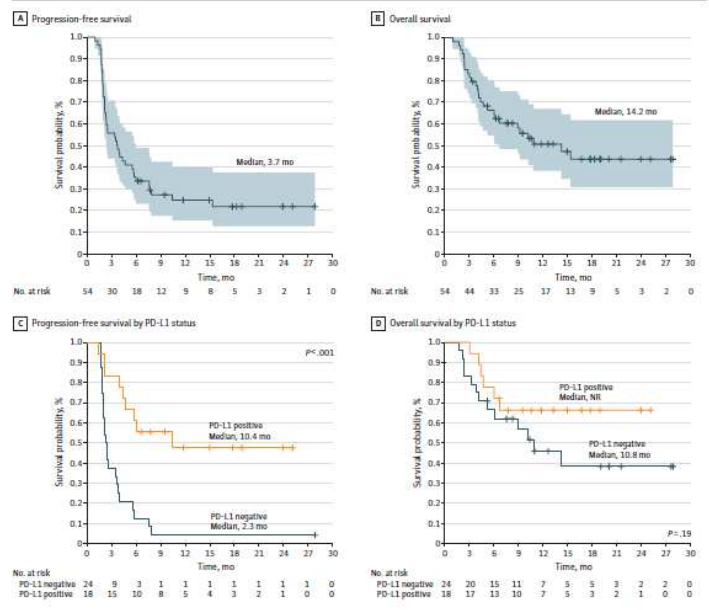 A Progression-free survival
Survival probability, %
1.0
0.9
0.8
0.7
0.6
0.5
0.4
0.3
0.2
0.1
0
Median, 3.7 mo
0 3 6 9 12 15 18 21 24 27 30
Time, mo
No. at risk
54 30 18 12 9 8 5 3 2 1 0
B Overall survival
Survival probability, %
1.0
0.9
0.8
0.7
0.6
0.5
0.4
0.3
0.2
0.1
0
Median, 14.2 mo
0 3 6 9 12 15 18 21 24 27 30
Time, mo
54 44 33 25 17 13 9 5 3 2 0
C Progression-free survival by PD-L1 status
Survival probability, %
1.0
0.9
0.8
0.7
0.6
0.5
0.4
0.3
0.2
0.1
0
P<.001
PD-L1 positive
Median, 10.4 mo
PD-L1 negative
Median, 2.3 mo
0 3 6 9 12 15 18 21 24 27 30
Time, mo
No. at risk
PD-L1 negative 24 9 3 1 1 1 1 1 1 1 0
PD-L1 positive 18 15 10 8 5 4 3 2 1 0 0
D Overall survival by PD-L1 status
Survival probability, %
1.0
0.9
0.8
0.7
0.6
0.5
0.4
0.3
0.2
0.1
0
PD-L1 positive
Median, NR
PD-L1 negative
Median, 10.8 mo
P=.19
0 3 6 9 12 15 18 21 24 27 30
Time, mo
No. at risk
PD-L1 negative 24 20 15 11 7 5 5 3 2 2 0
PD-L1 positive 18 17 13 10 7 5 3 2 1 0 0